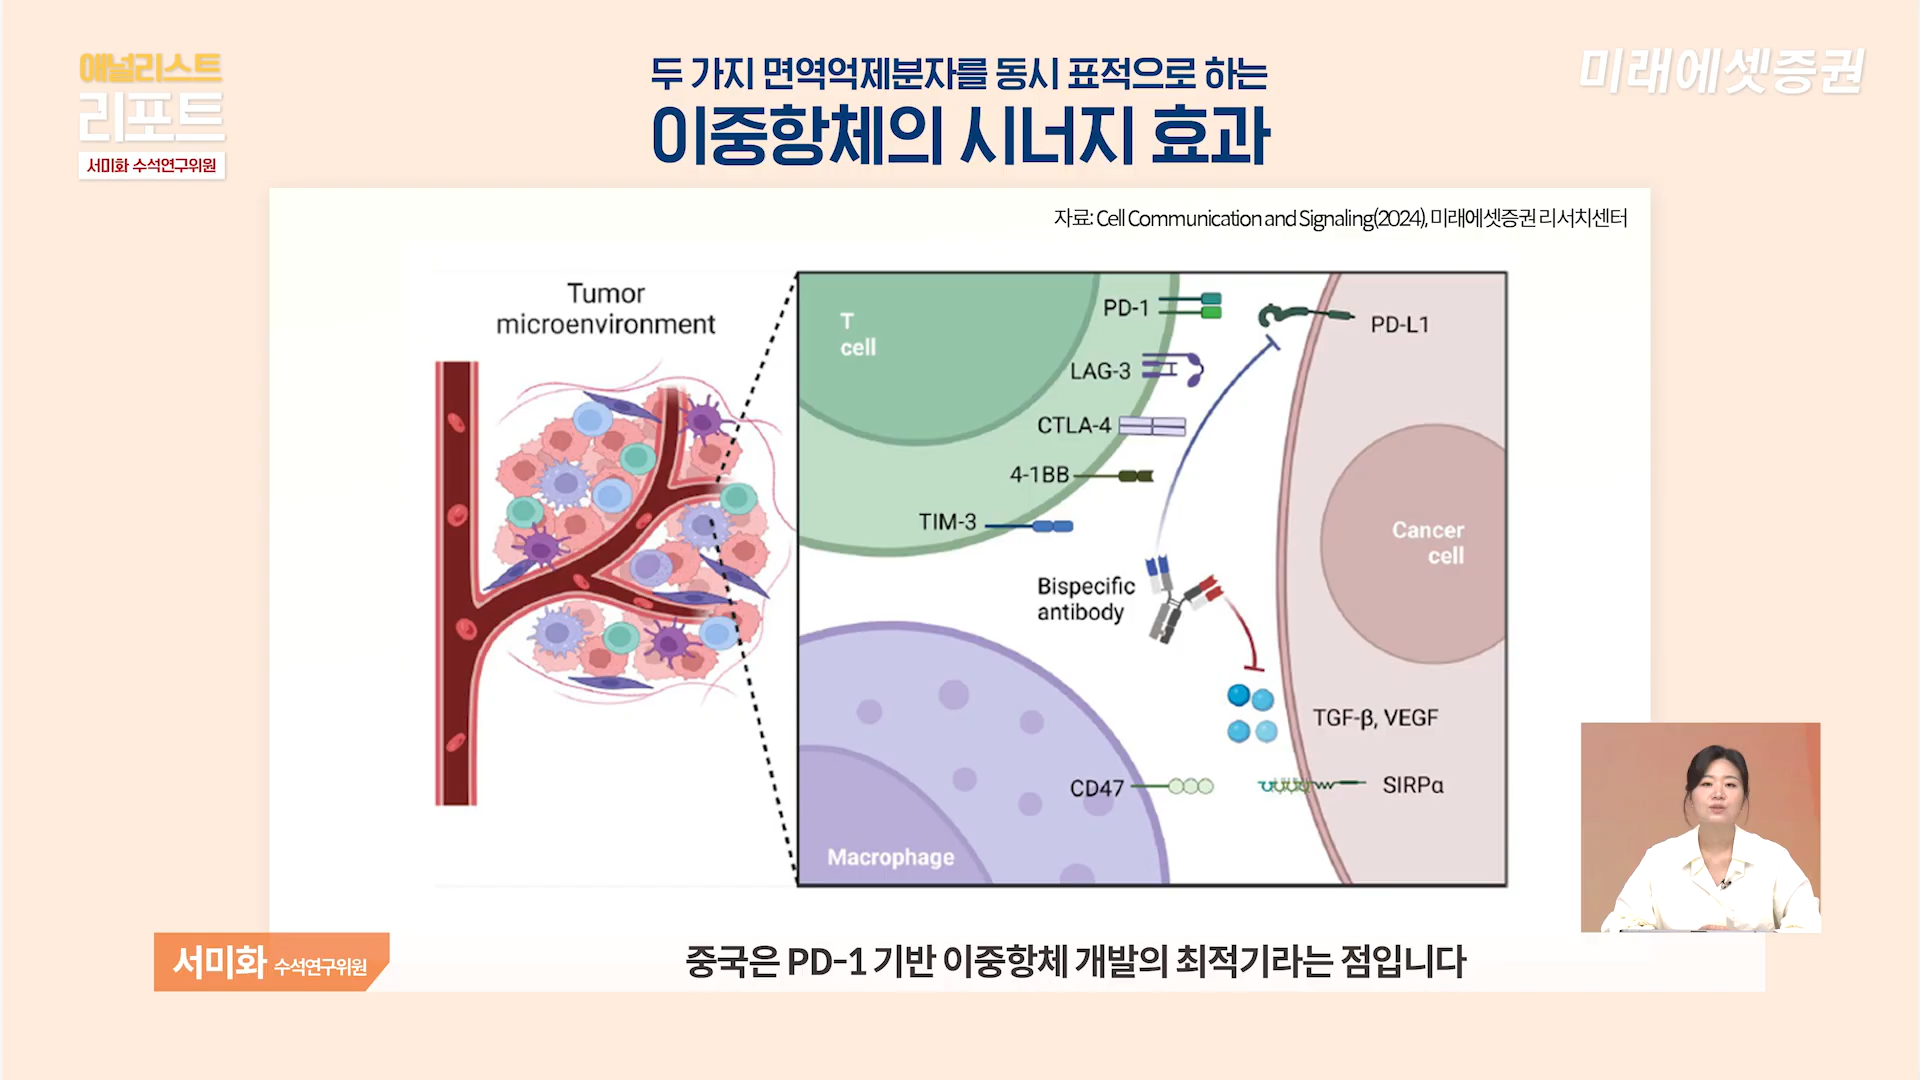 애널리스트
리포트
서미화 수석연구위원
두 가지 면역억제분자를 동시 표적으로 하는
이중항체의 시너지 효과
미래에셋증권
자료: Cell Communication and Signaling(2024), 미래에셋증권 리서치센터
Tumor
microenvironment
T
cell
PD-1
PD-L1
LAG-3
CTLA-4
4-1BB
TIM-3
Cancer
cell
Bispecific
antibody
TGF-β, VEGF
CD47
SIRPα
Macrophage
서미화 수석연구위원
중국은 PD-1 기반 이중항체 개발의 최적기라는 점입니다